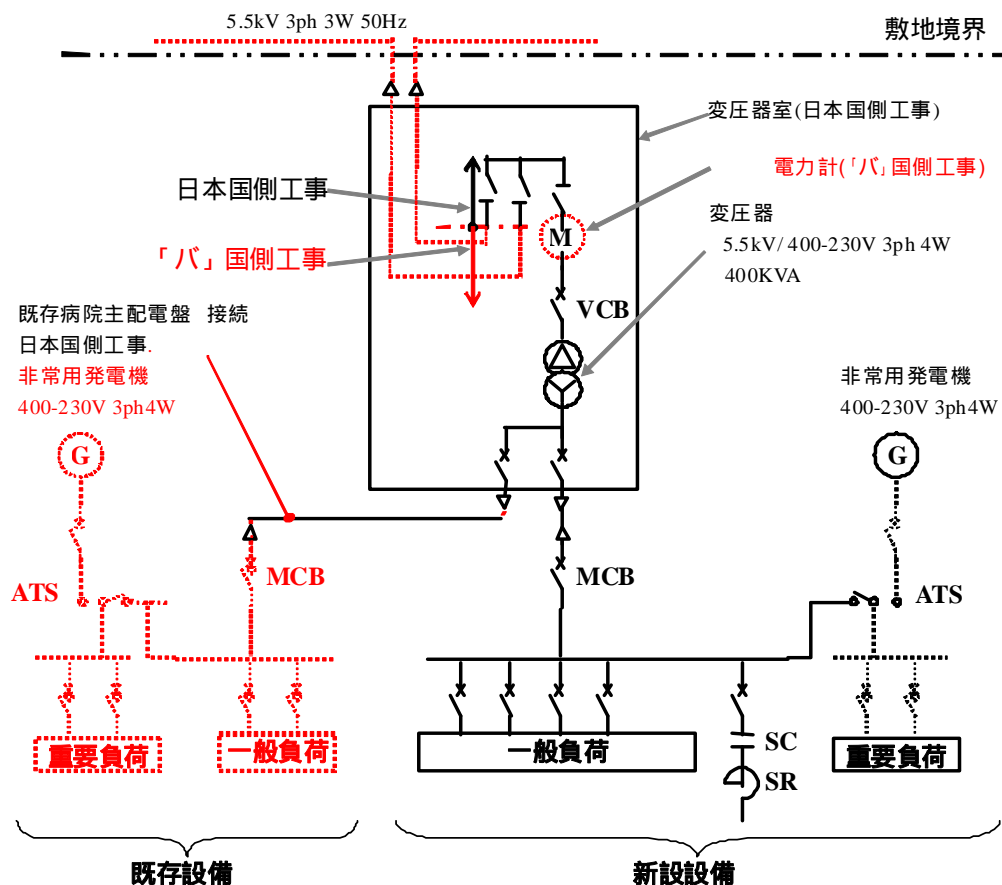 5.5kV 3ph 3W 50Hz
敷地境界
変圧器室(日本国側工事)
電力計(「バ」国側工事)
日本国側工事
「バ」国側工事
変圧器
5.5kV/400-230V 3ph 4W
400KVA
M
VCB
既存病院主配電盤 接続
日本国側工事.
非常用発電機
400-230V 3ph4W
G
非常用発電機
400-230V 3ph4W
G
ATS
MCB
MCB
ATS
重要負荷
一般負荷
一般負荷
SC
SR
重要負荷
既存設備
新設設備